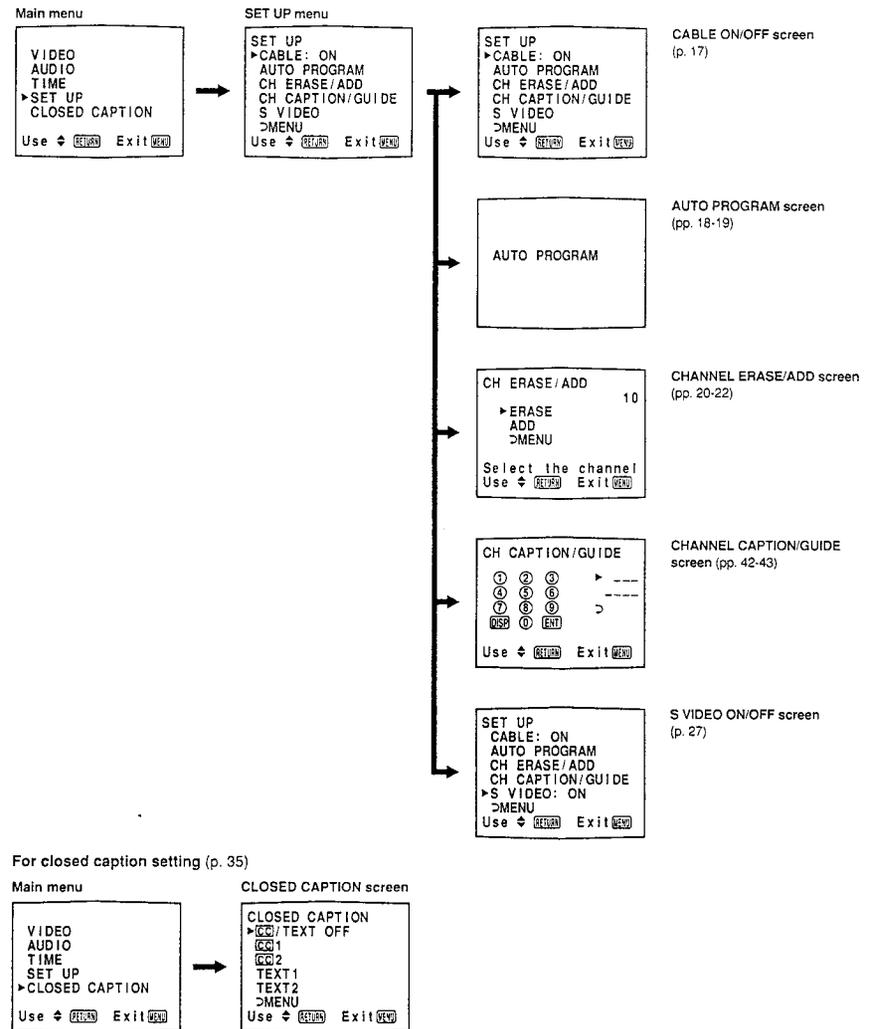 Main menu
VIDEO
AUDIO
TIME
▶SET UP
CLOSED CAPTION
Use ⬍ RETURN Exit MENU
SET UP menu
SET UP
▶CABLE: ON
AUTO PROGRAM
CH ERASE/ADD
CH CAPTION/GUIDE
S VIDEO
⊃MENU
Use ⬍ RETURN Exit MENU
SET UP
▶CABLE: ON
AUTO PROGRAM
CH ERASE/ADD
CH CAPTION/GUIDE
S VIDEO
⊃MENU
Use ⬍ RETURN Exit MENU
CABLE ON/OFF screen
(p. 17)
AUTO PROGRAM
AUTO PROGRAM screen
(pp. 18-19)
CH ERASE/ADD
10
▶ERASE
ADD
⊃MENU
Select the channel
Use ⬍ RETURN Exit MENU
CHANNEL ERASE/ADD screen
(pp. 20-22)
CH CAPTION/GUIDE
① ② ③ ▶ ---
④ ⑤ ⑥ ----
⑦ ⑧ ⑨ ⊃
DISP ⓪ ENT
Use ⬍ RETURN Exit MENU
CHANNEL CAPTION/GUIDE
screen (pp. 42-43)
SET UP
CABLE: ON
AUTO PROGRAM
CH ERASE/ADD
CH CAPTION/GUIDE
▶S VIDEO: ON
⊃MENU
Use ⬍ RETURN Exit MENU
S VIDEO ON/OFF screen
(p. 27)
For closed caption setting (p. 35)
Main menu
VIDEO
AUDIO
TIME
SET UP
▶CLOSED CAPTION
Use ⬍ RETURN Exit MENU
CLOSED CAPTION screen
CLOSED CAPTION
▶CC/TEXT OFF
CC1
CC2
TEXT1
TEXT2
⊃MENU
Use ⬍ RETURN Exit MENU